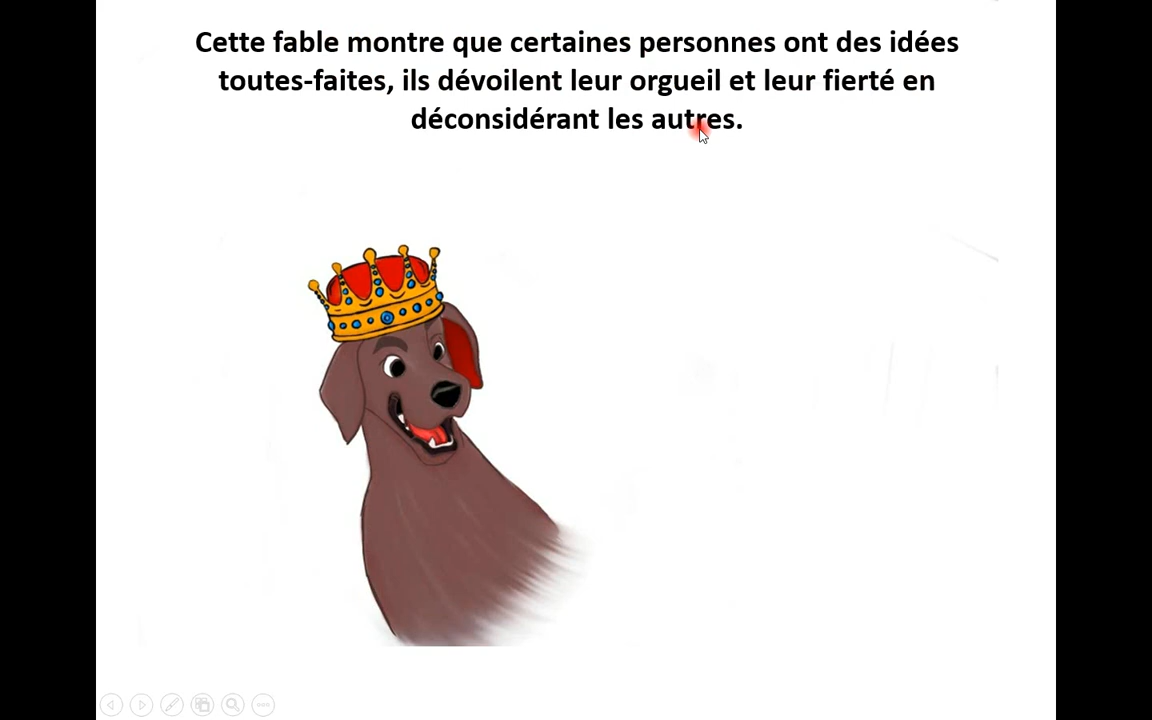 Cette fable montre que certaines personnes ont des idées
toutes-faites, ils dévoilent leur orgueil et leur fierté en
déconsidérant les autres.